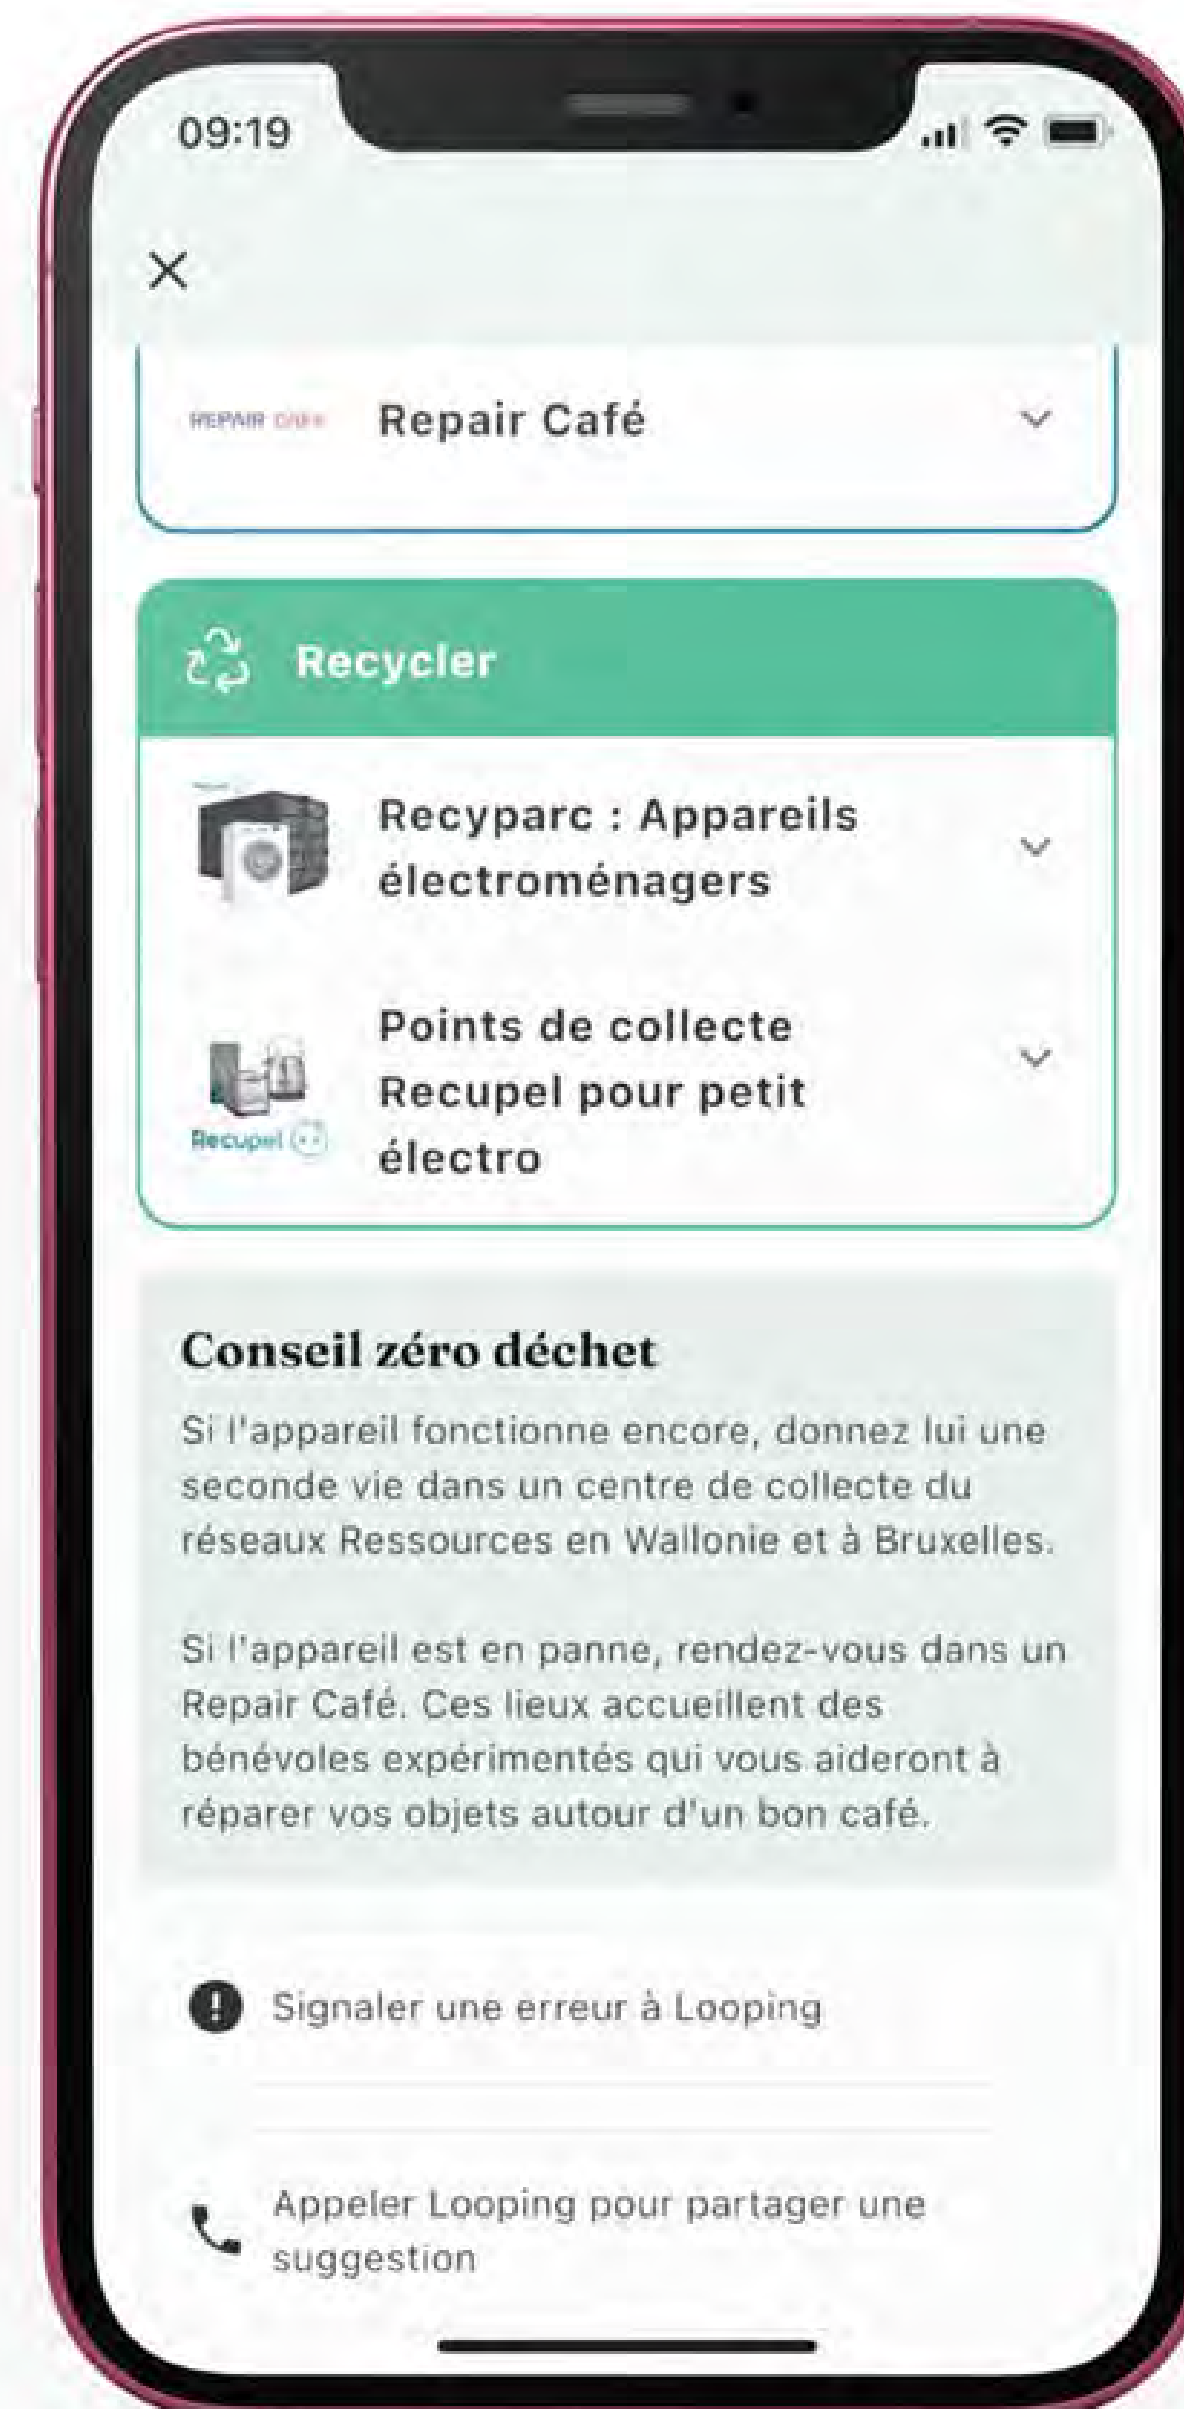 09:19
REPAIR CAFE
Repair Café
Recycler
Recyparc : Appareils
électroménagers
Points de collecte
Recupel pour petit
électro
Recupel
Conseil zéro déchet
Si l'appareil fonctionne encore, donnez lui une
seconde vie dans un centre de collecte du
réseaux Ressources en Wallonie et à Bruxelles.
Si l'appareil est en panne, rendez-vous dans un
Repair Café. Ces lieux accueillent des
bénévoles expérimentés qui vous aideront à
réparer vos objets autour d'un bon café.
Signaler une erreur à Looping
Appeler Looping pour partager une
suggestion